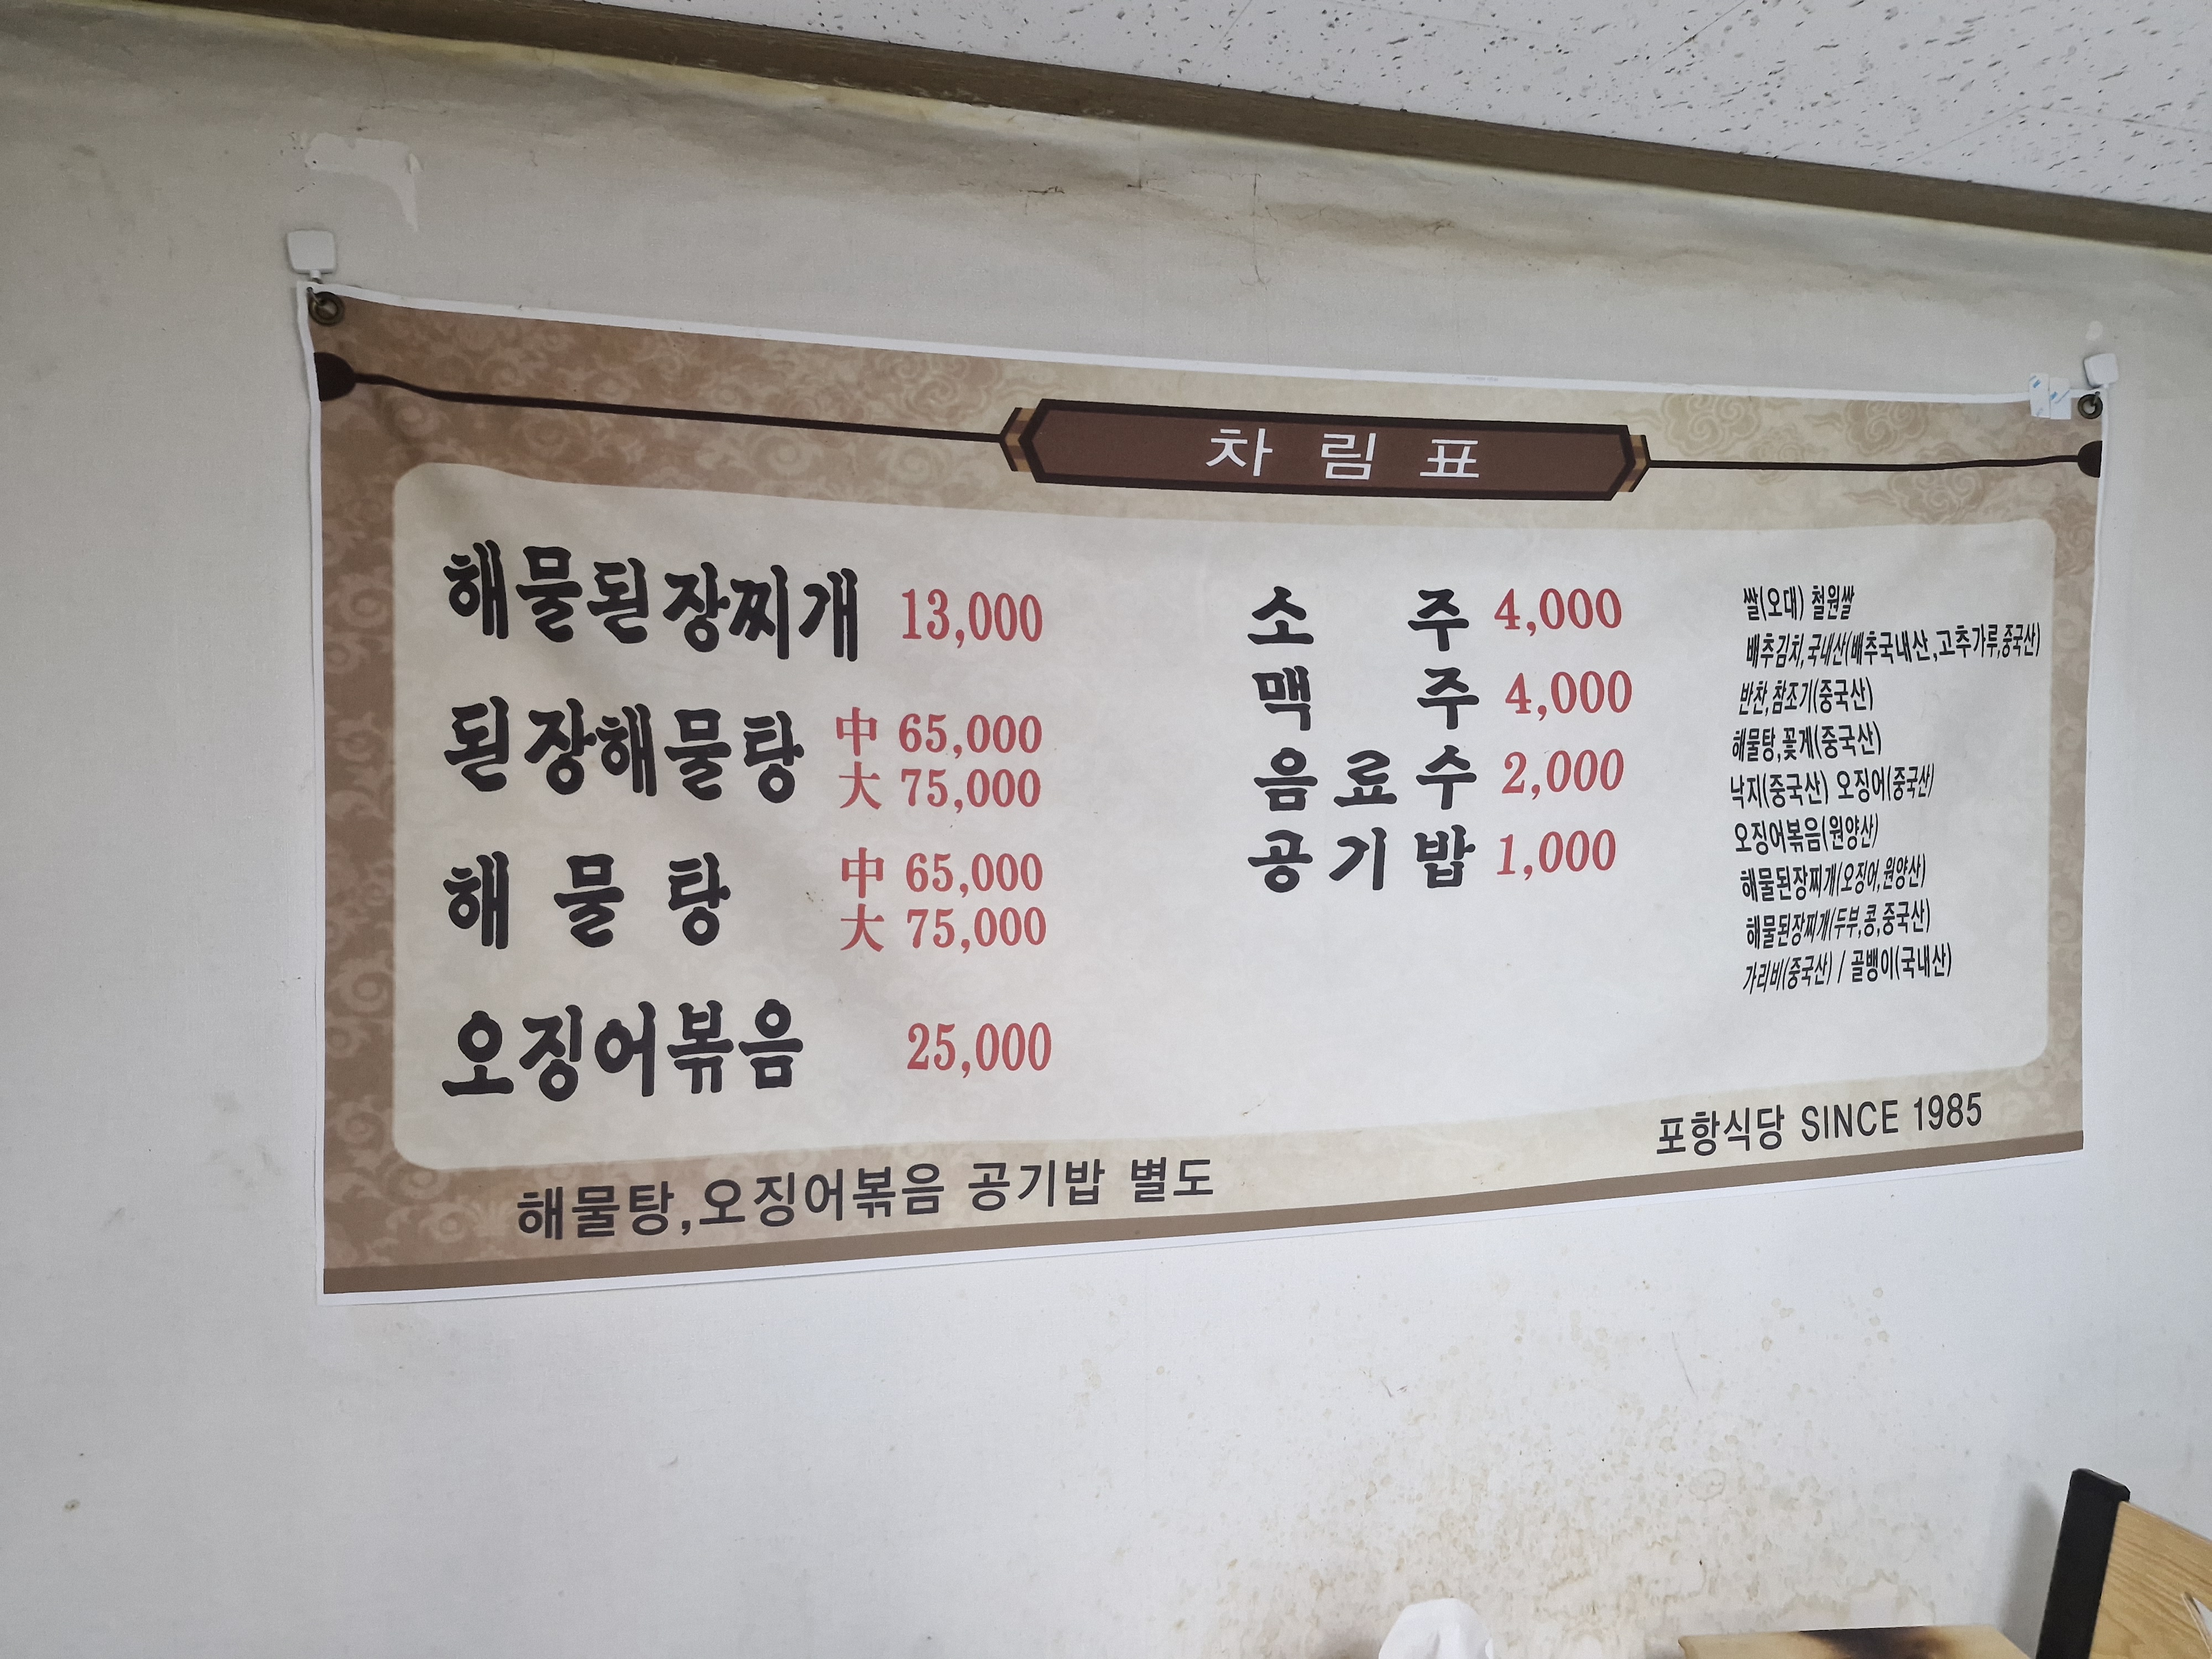 차림표
해물된장찌개 13,000
된장해물탕 中 65,000
大 75,000
해물탕 中 65,000
大 75,000
오징어볶음 25,000
소주 4,000
맥주 4,000
음료수 2,000
공기밥 1,000
쌀(오대) 철원쌀
배추김치,국내산(배추국내산,고추가루,중국산)
반찬,참조기(중국산)
해물탕,꽃게(중국산)
낙지(중국산) 오징어(중국산)
오징어볶음(원양산)
해물된장찌개(오징어,원양산)
해물된장찌개(두부,콩,중국산)
가리비(중국산) / 골뱅이(국내산)
해물탕,오징어볶음 공기밥 별도
포항식당 SINCE 1985